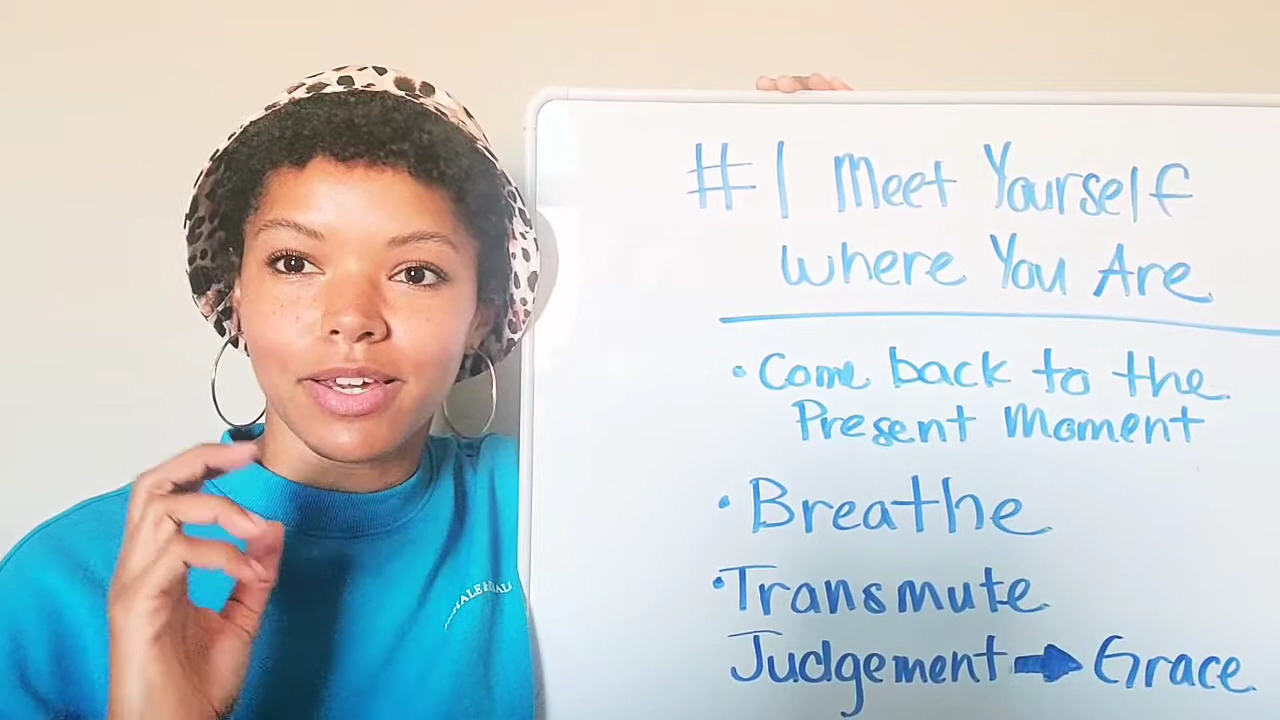 #1 Meet Yourself
Where You Are
• Come back to the
Present Moment
• Breathe
• Transmute
Judgement ➡ Grace